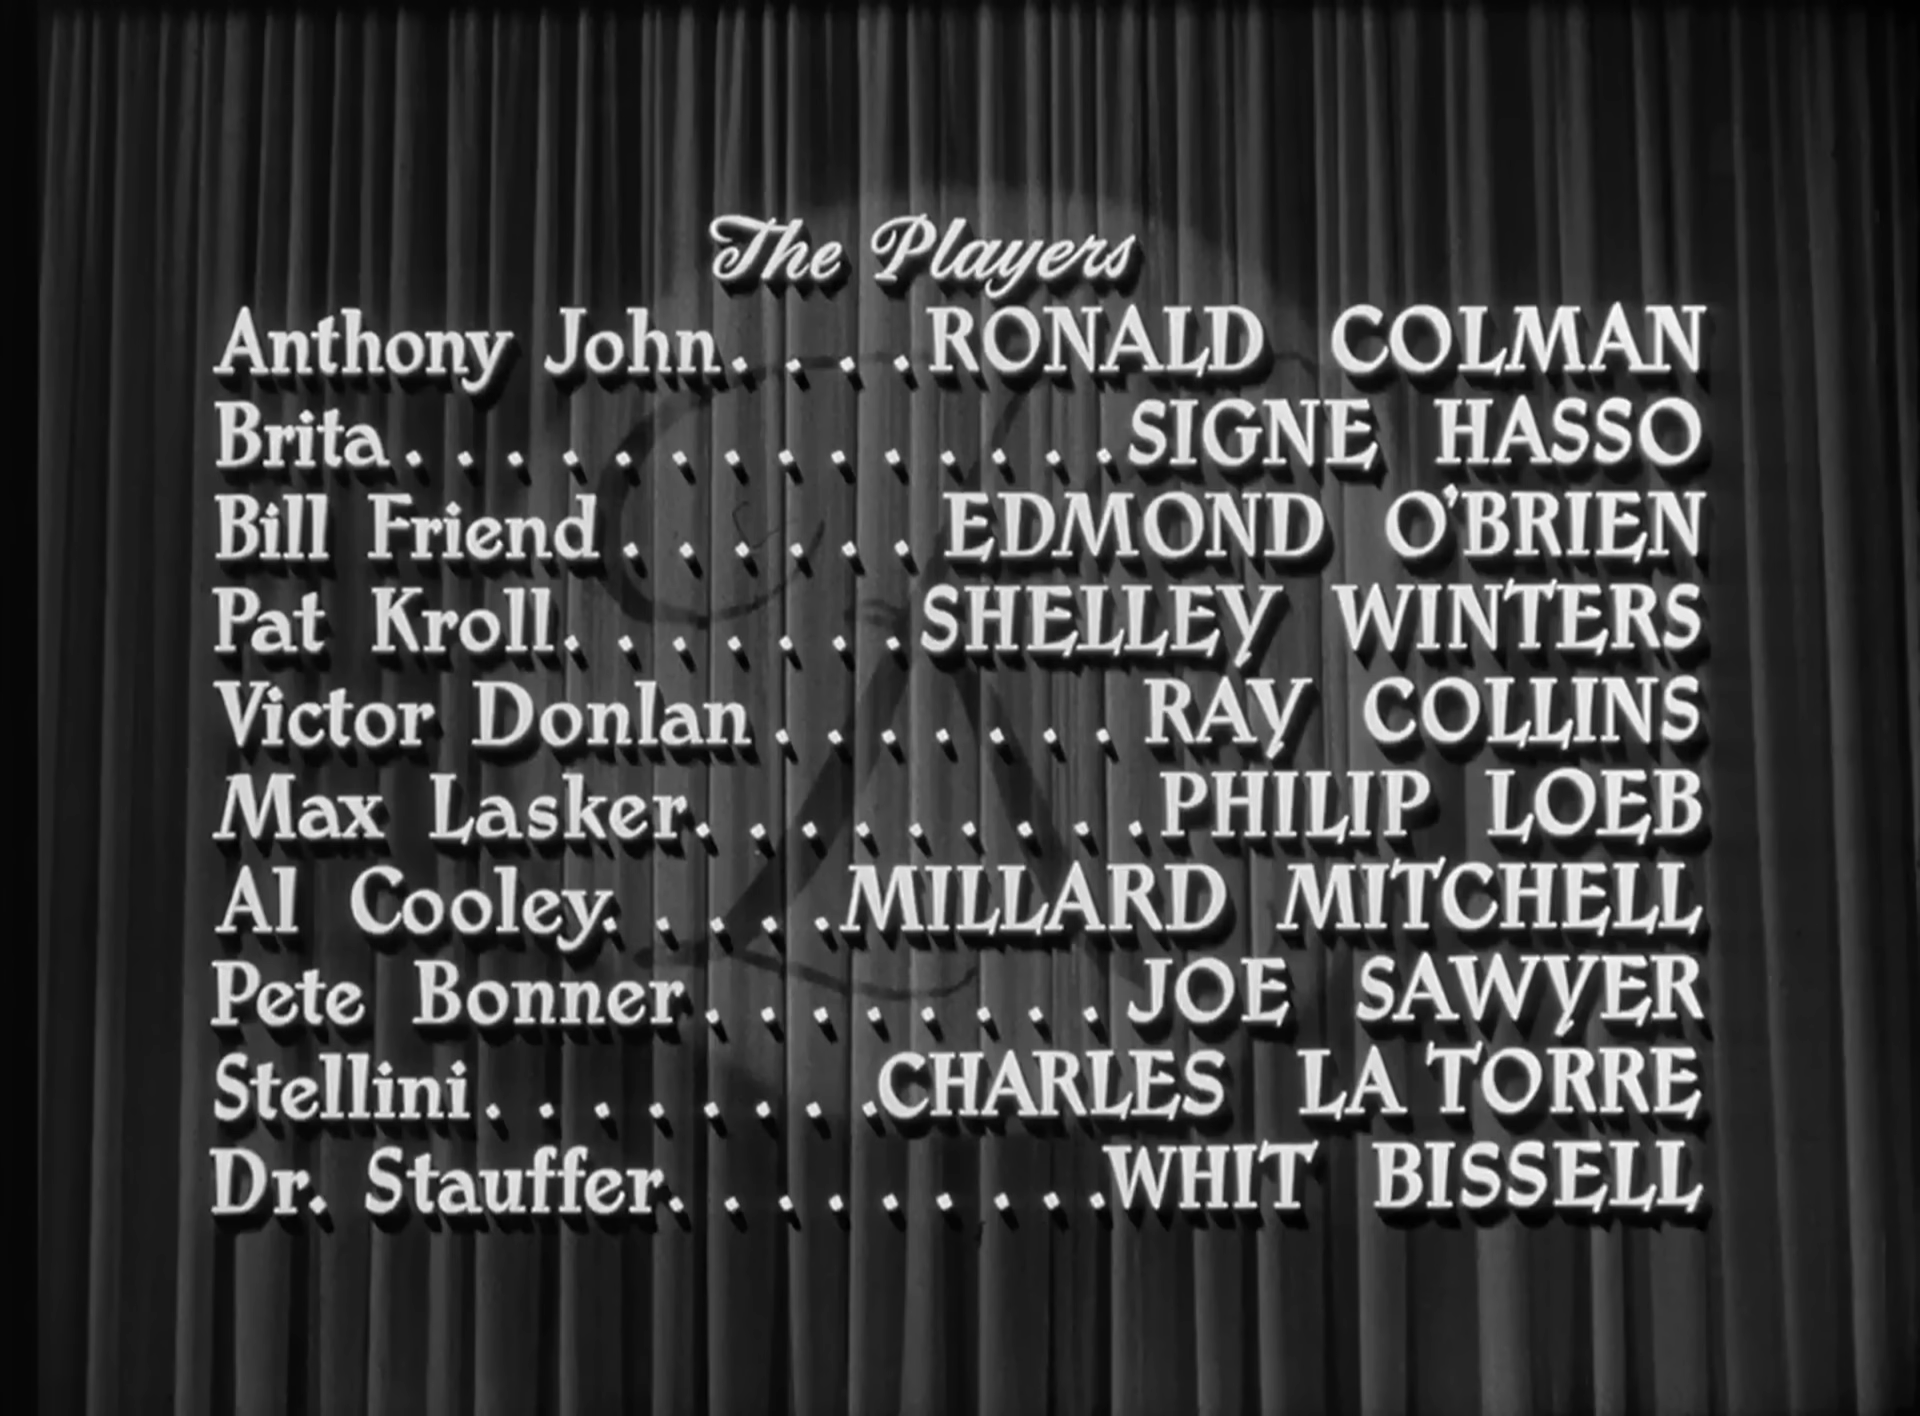 The Players
Anthony John. . . .RONALD COLMAN
Brita. . . . . . . . . . . . . .SIGNE HASSO
Bill Friend . . . . . . EDMOND O'BRIEN
Pat Kroll. . . . . . .SHELLEY WINTERS
Victor Donlan . . . . . . . RAY COLLINS
Max Lasker. . . . . . . . .PHILIP LOEB
Al Cooley. . . . .MILLARD MITCHELL
Pete Bonner . . . . . . . . JOE SAWYER
Stellini . . . . . . . .CHARLES LA TORRE
Dr. Stauffer. . . . . . . . .WHIT BISSELL